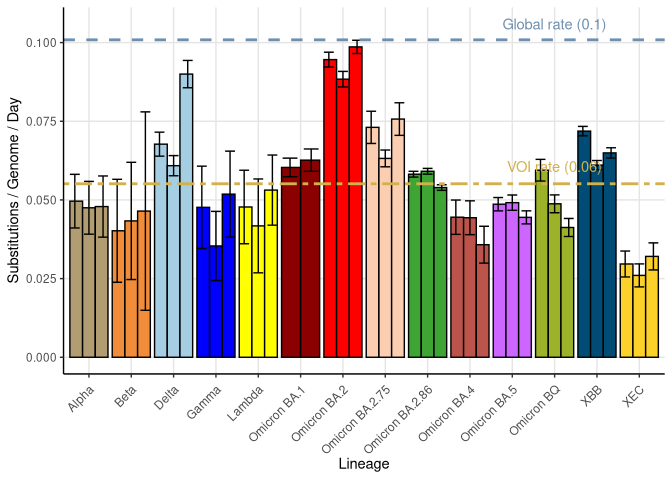 Global rate (0.1)
VOI rate (0.06)
Substitutions / Genome / Day
0.100
0.075
0.050
0.025
0.000
Alpha
Beta
Delta
Gamma
Lambda
Omicron BA.1
Omicron BA.2
Omicron BA.2.75
Omicron BA.2.86
Omicron BA.4
Omicron BA.5
Omicron BQ
XBB
XEC
Lineage